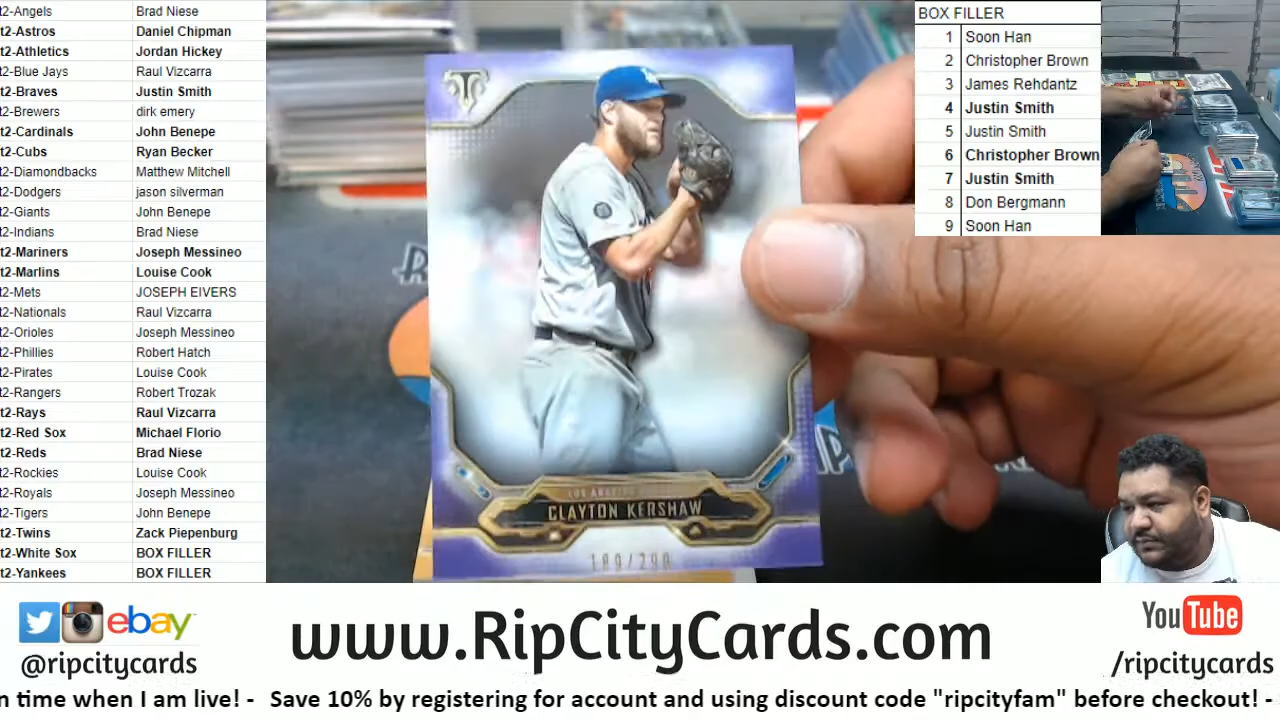 t2-Angels Brad Niese
t2-Astros Daniel Chipman
t2-Athletics Jordan Hickey
t2-Blue Jays Raul Vizcarra
t2-Braves Justin Smith
t2-Brewers dirk emery
t2-Cardinals John Benepe
t2-Cubs Ryan Becker
t2-Diamondbacks Matthew Mitchell
t2-Dodgers jason silverman
t2-Giants John Benepe
t2-Indians Brad Niese
t2-Mariners Joseph Messineo
t2-Marlins Louise Cook
t2-Mets JOSEPH EIVERS
t2-Nationals Raul Vizcarra
t2-Orioles Joseph Messineo
t2-Phillies Robert Hatch
t2-Pirates Louise Cook
t2-Rangers Robert Trozak
t2-Rays Raul Vizcarra
t2-Red Sox Michael Florio
t2-Reds Brad Niese
t2-Rockies Louise Cook
t2-Royals Joseph Messineo
t2-Tigers John Benepe
t2-Twins Zack Piepenburg
t2-White Sox BOX FILLER
t2-Yankees BOX FILLER
BOX FILLER
1 Soon Han
2 Christopher Brown
3 James Rehdantz
4 Justin Smith
5 Justin Smith
6 Christopher Brown
7 Justin Smith
8 Don Bergmann
9 Soon Han
LOS ANGELES
CLAYTON KERSHAW
ebay
@ripcitycards
www.RipCityCards.com
YouTube
/ripcitycards
n time when I am live! - Save 10% by registering for account and using discount code "ripcityfam" before checkout! -